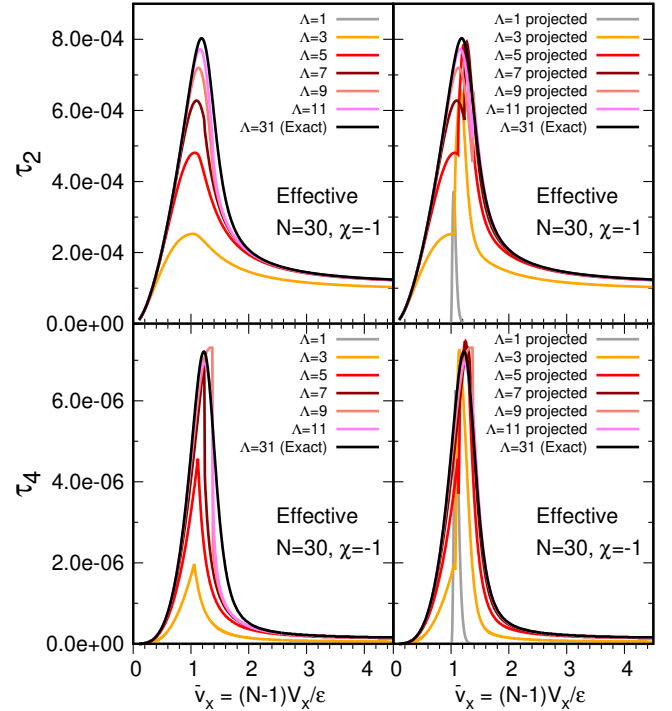 8.0e-04
6.0e-04
4.0e-04
2.0e-04
0.0e+00
τ2
Λ=1
Λ=3
Λ=5
Λ=7
Λ=9
Λ=11
Λ=31 (Exact)
Effective
N=30, χ=-1
Λ=1 projected
Λ=3 projected
Λ=5 projected
Λ=7 projected
Λ=9 projected
Λ=11 projected
Λ=31 (Exact)
Effective
N=30, χ=-1
6.0e-06
4.0e-06
2.0e-06
0.0e+00
τ4
Λ=1
Λ=3
Λ=5
Λ=7
Λ=9
Λ=11
Λ=31 (Exact)
Effective
N=30, χ=-1
0 1 2 3 4
v̄x = (N-1)Vx/ε
Λ=1 projected
Λ=3 projected
Λ=5 projected
Λ=7 projected
Λ=9 projected
Λ=11 projected
Λ=31 (Exact)
Effective
N=30, χ=-1
0 1 2 3 4
v̄x = (N-1)Vx/ε